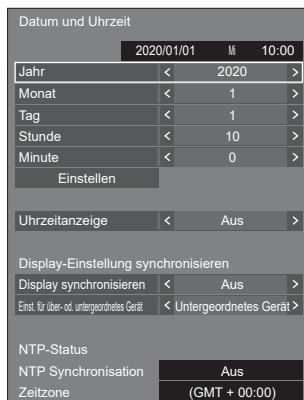 Datum und Uhrzeit
2020/01/01 Mi 10:00
Jahr < 2020 >
Monat < 1 >
Tag < 1 >
Stunde < 10 >
Minute < 0 >
Einstellen
Uhrzeitanzeige < Aus >
Display-Einstellung synchronisieren
Display synchronisieren < Aus >
Einst. für über- od. untergeordnetes Gerät < Untergeordnetes Gerät >
NTP-Status
NTP Synchronisation Aus
Zeitzone (GMT + 00:00)